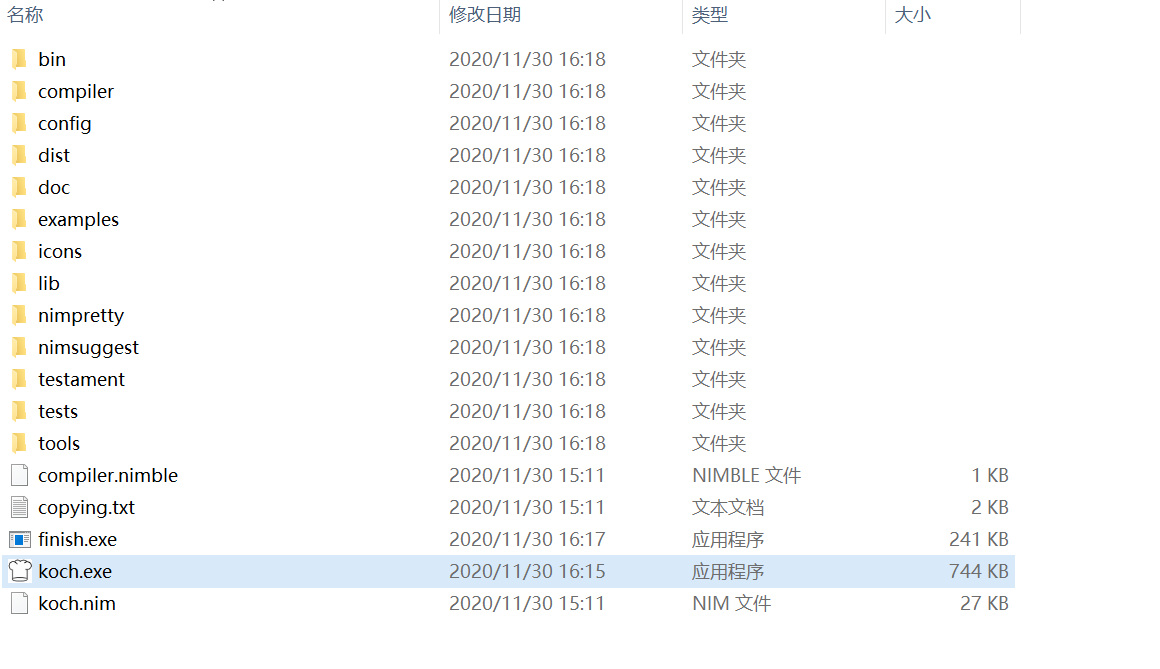 名称 修改日期 类型 大小
bin 2020/11/30 16:18 文件夹
compiler 2020/11/30 16:18 文件夹
config 2020/11/30 16:18 文件夹
dist 2020/11/30 16:18 文件夹
doc 2020/11/30 16:18 文件夹
examples 2020/11/30 16:18 文件夹
icons 2020/11/30 16:18 文件夹
lib 2020/11/30 16:18 文件夹
nimpretty 2020/11/30 16:18 文件夹
nimsuggest 2020/11/30 16:18 文件夹
testament 2020/11/30 16:18 文件夹
tests 2020/11/30 16:18 文件夹
tools 2020/11/30 16:18 文件夹
compiler.nimble 2020/11/30 15:11 NIMBLE 文件 1 KB
copying.txt 2020/11/30 15:11 文本文档 2 KB
finish.exe 2020/11/30 16:17 应用程序 241 KB
koch.exe 2020/11/30 16:15 应用程序 744 KB
koch.nim 2020/11/30 15:11 NIM 文件 27 KB